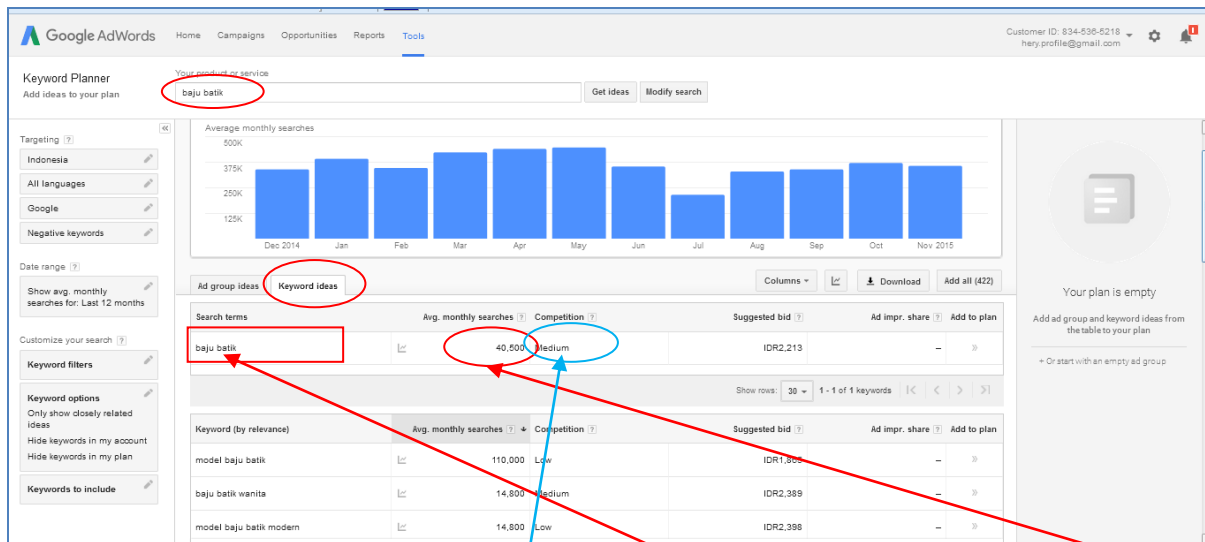 Google AdWords Home Campaigns Opportunities Reports Tools
Customer ID: 834-536-5218
hery.profile@gmail.com
Keyword Planner
Add ideas to your plan
Your product or service
baju batik
Get ideas Modify search
Targeting ?
Indonesia
All languages
Google
Negative keywords
Date range ?
Show avg. monthly
searches for: Last 12 months
Customize your search ?
Keyword filters
Keyword options
Only show closely related
ideas
Hide keywords in my account
Hide keywords in my plan
Keywords to include
Average monthly searches
500K
375K
250K
125K
Dec 2014 Jan Feb Mar Apr May Jun Jul Aug Sep Oct Nov 2015
Ad group ideas Keyword ideas
Columns Download Add all (422)
Search terms Avg. monthly searches ? Competition ? Suggested bid ? Ad impr. share ? Add to plan
baju batik 40,500 Medium IDR2,213 – »
Show rows: 30 1 - 1 of 1 keywords
Keyword (by relevance) Avg. monthly searches ? Competition ? Suggested bid ? Ad impr. share ? Add to plan
model baju batik 110,000 Low – »
baju batik wanita 14,800 Medium IDR2,389 – »
model baju batik modern 14,800 Low IDR2,398 – »
Your plan is empty
Add ad group and keyword ideas from
the table to your plan
+ Or start with an empty ad group